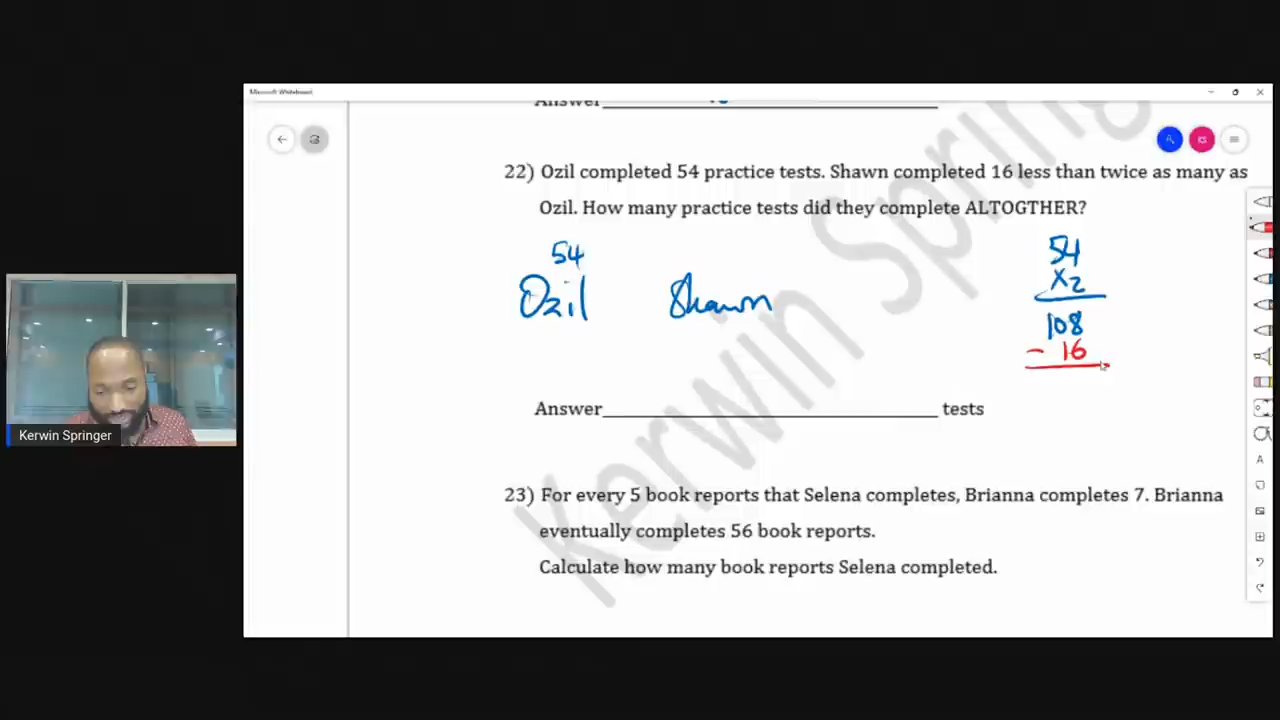 Microsoft Whiteboard
Answer
22) Ozil completed 54 practice tests. Shawn completed 16 less than twice as many as
Ozil. How many practice tests did they complete ALTOGTHER?
54
Ozil Shawn
54
x2
108
- 16
Answer tests
23) For every 5 book reports that Selena completes, Brianna completes 7. Brianna
eventually completes 56 book reports.
Calculate how many book reports Selena completed.
Kerwin Springer
Kerwin Spring